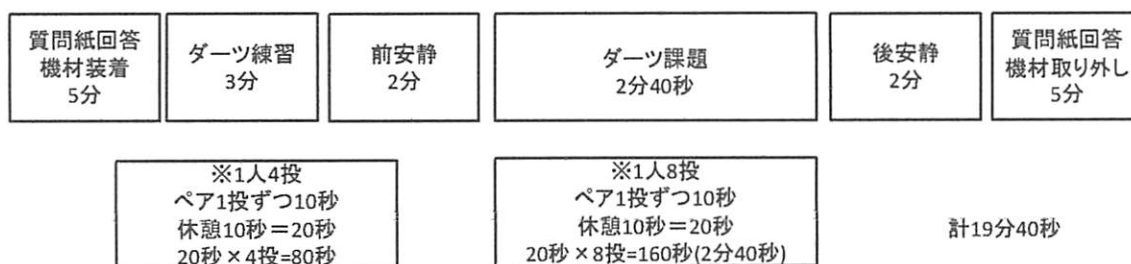 質問紙回答
機材装着
5分
ダーツ練習
3分
前安静
2分
ダーツ課題
2分40秒
後安静
2分
質問紙回答
機材取り外し
5分
※1人4投
ペア1投ずつ10秒
休憩10秒＝20秒
20秒×4投=80秒
※1人8投
ペア1投ずつ10秒
休憩10秒＝20秒
20秒×8投=160秒(2分40秒)
計19分40秒